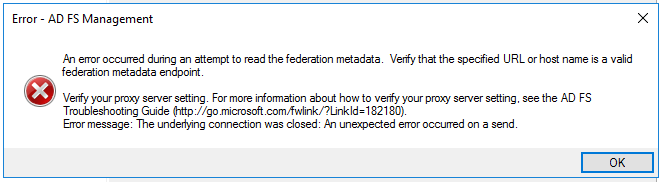 Error - AD FS Management
An error occurred during an attempt to read the federation metadata.  Verify that the specified URL or host name is a valid
federation metadata endpoint.
Verify your proxy server setting. For more information about how to verify your proxy server setting, see the AD FS
Troubleshooting Guide (http://go.microsoft.com/fwlink/?LinkId=182180).
Error message: The underlying connection was closed: An unexpected error occurred on a send.
OK